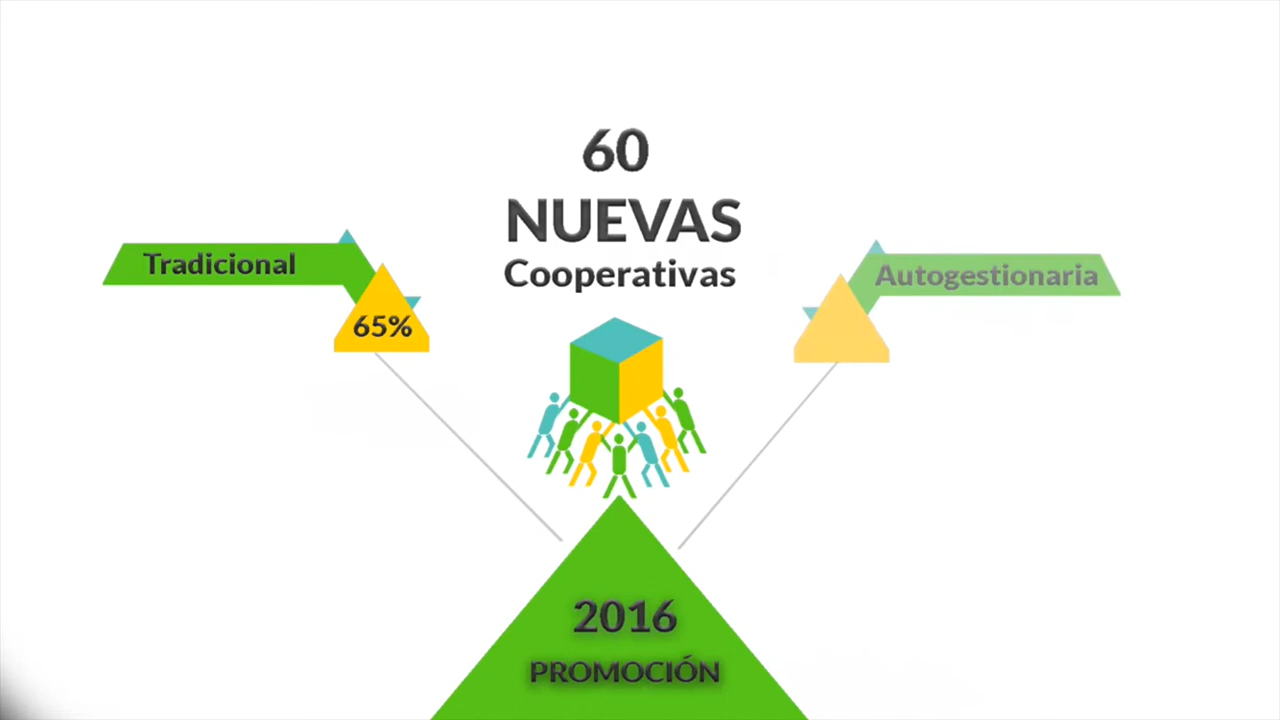 60
NUEVAS
Cooperativas
Tradicional
65%
Autogestionaria
2016
PROMOCIÓN